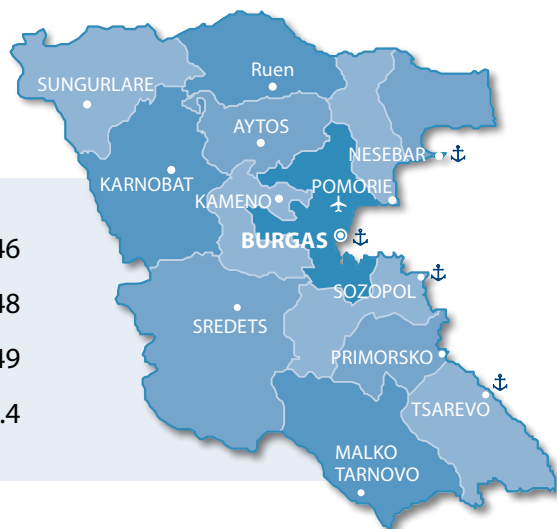 SUNGURLARE
Ruen
AYTOS
NESEBAR
KARNOBAT
POMORIE
KAMENO
BURGAS
46
48
SOZOPOL
SREDETS
49
PRIMORSKO
.4
TSAREVO
MALKO
TARNOVO